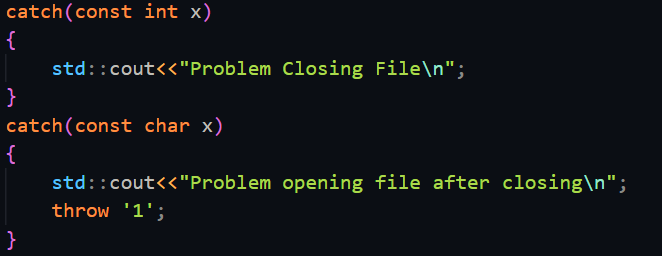 catch(const int x)
{
    std::cout<<"Problem Closing File\n";
}
catch(const char x)
{
    std::cout<<"Problem opening file after closing\n";
    throw '1';
}